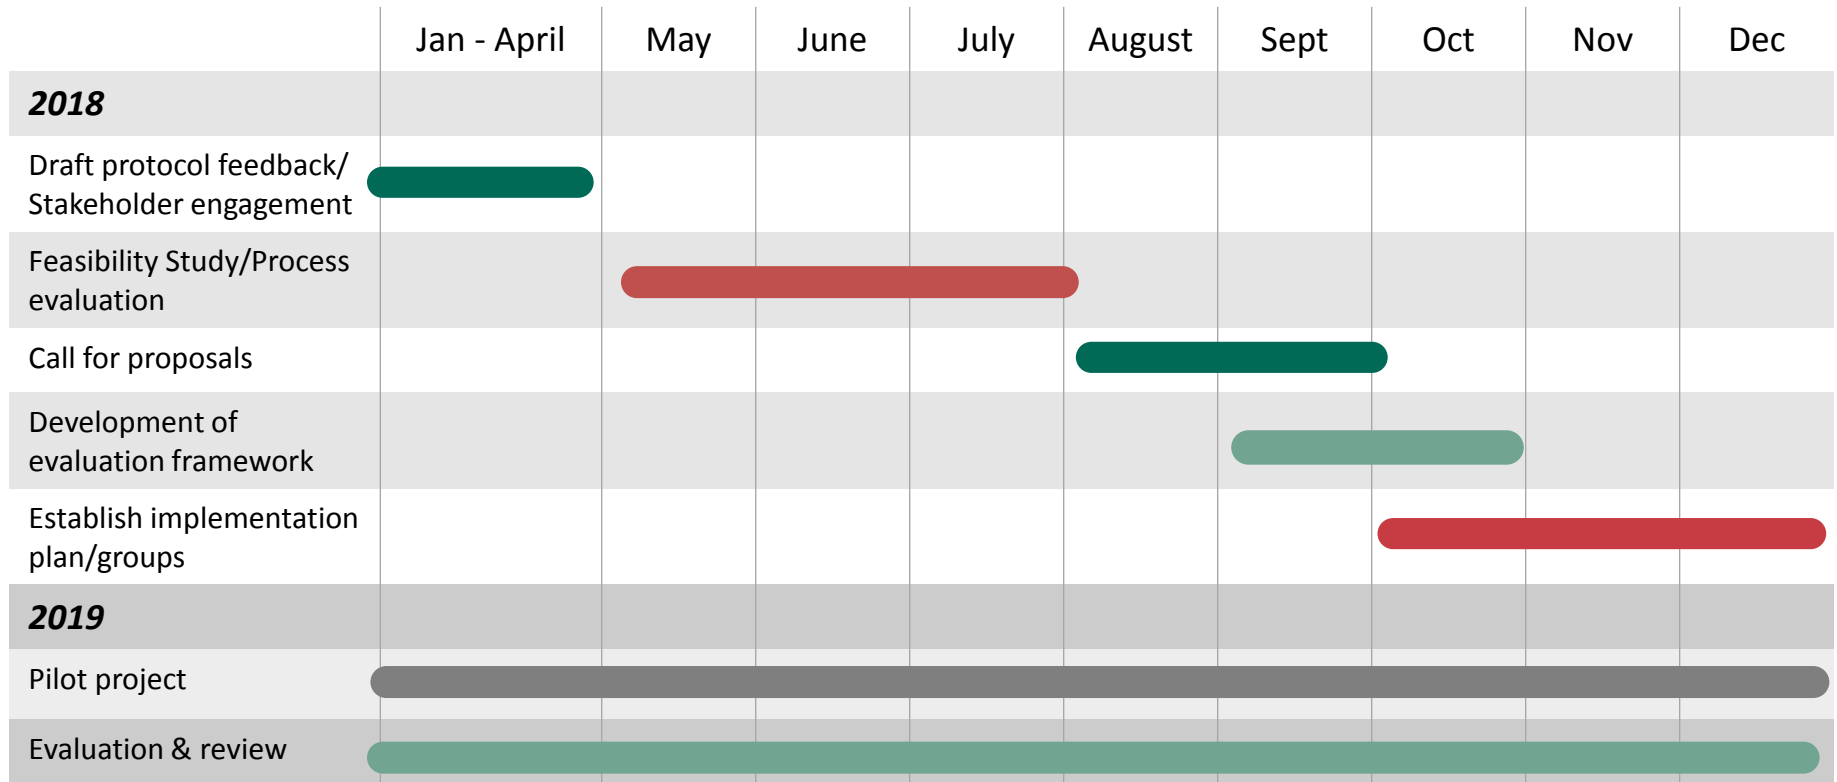 Jan - April May June July August Sept Oct Nov Dec
2018
Draft protocol feedback/
Stakeholder engagement
Feasibility Study/Process
evaluation
Call for proposals
Development of
evaluation framework
Establish implementation
plan/groups
2019
Pilot project
Evaluation & review